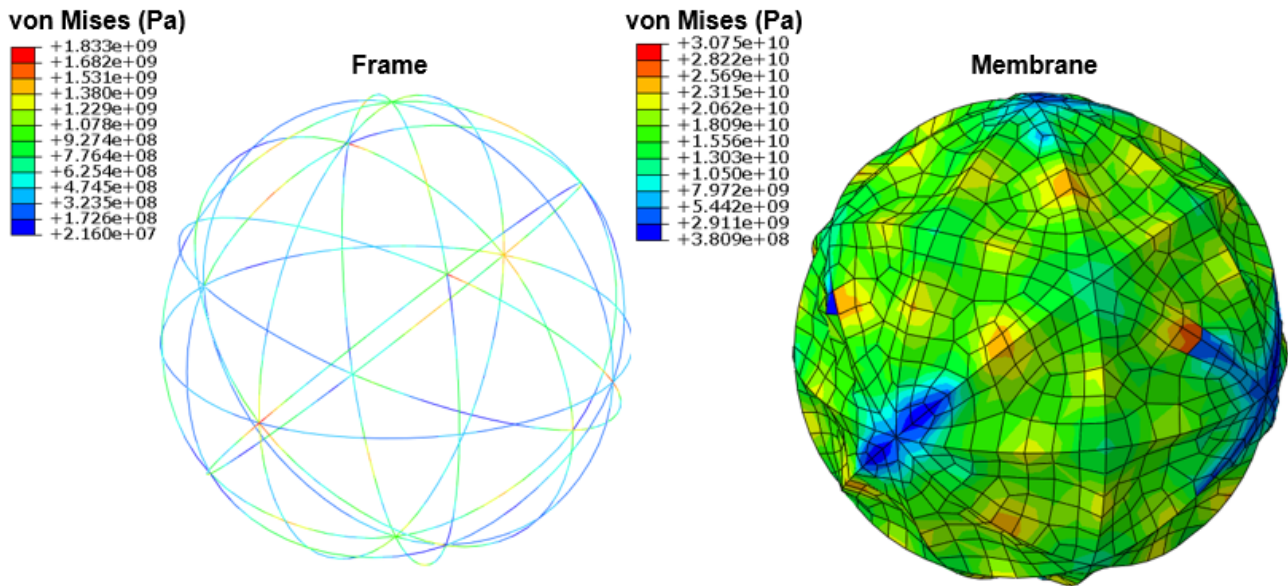 von Mises (Pa)
+1.833e+09
+1.682e+09
+1.531e+09
+1.380e+09
+1.229e+09
+1.078e+09
+9.274e+08
+7.764e+08
+6.254e+08
+4.745e+08
+3.235e+08
+1.726e+08
+2.160e+07
Frame
von Mises (Pa)
+3.075e+10
+2.822e+10
+2.569e+10
+2.315e+10
+2.062e+10
+1.809e+10
+1.556e+10
+1.303e+10
+1.050e+10
+7.972e+09
+5.442e+09
+2.911e+09
+3.809e+08
Membrane